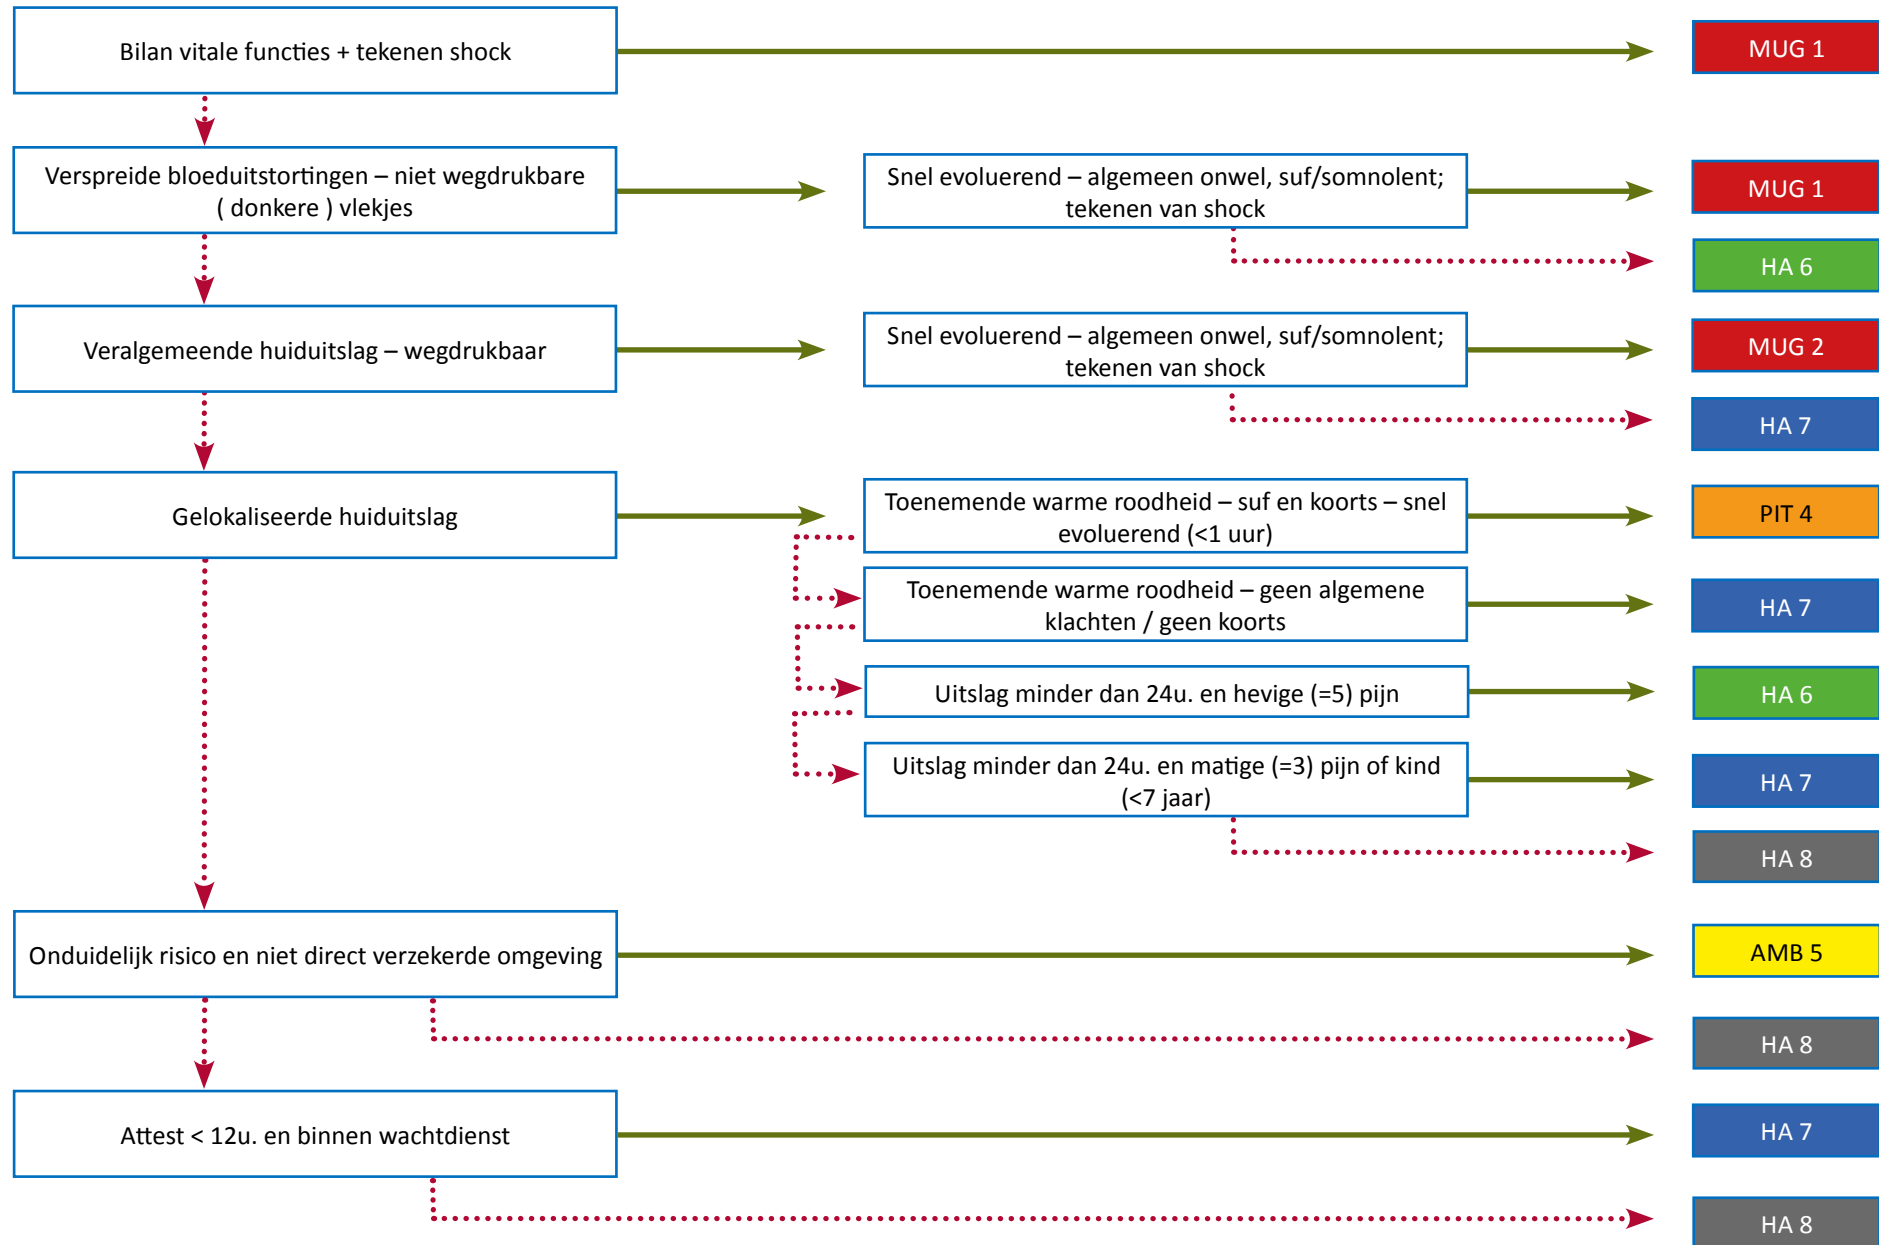 Bilan vitale functies + tekenen shock
MUG 1
Verspreide bloeduitstortingen – niet wegdrukbare
( donkere ) vlekjes
Snel evoluerend – algemeen onwel, suf/somnolent;
tekenen van shock
MUG 1
HA 6
Veralgemeende huiduitslag – wegdrukbaar
Snel evoluerend – algemeen onwel, suf/somnolent;
tekenen van shock
MUG 2
HA 7
Gelokaliseerde huiduitslag
Toenemende warme roodheid – suf en koorts – snel
evoluerend (<1 uur)
PIT 4
Toenemende warme roodheid – geen algemene
klachten / geen koorts
HA 7
Uitslag minder dan 24u. en hevige (=5) pijn
HA 6
Uitslag minder dan 24u. en matige (=3) pijn of kind
(<7 jaar)
HA 7
HA 8
Onduidelijk risico en niet direct verzekerde omgeving
AMB 5
HA 8
Attest < 12u. en binnen wachtdienst
HA 7
HA 8